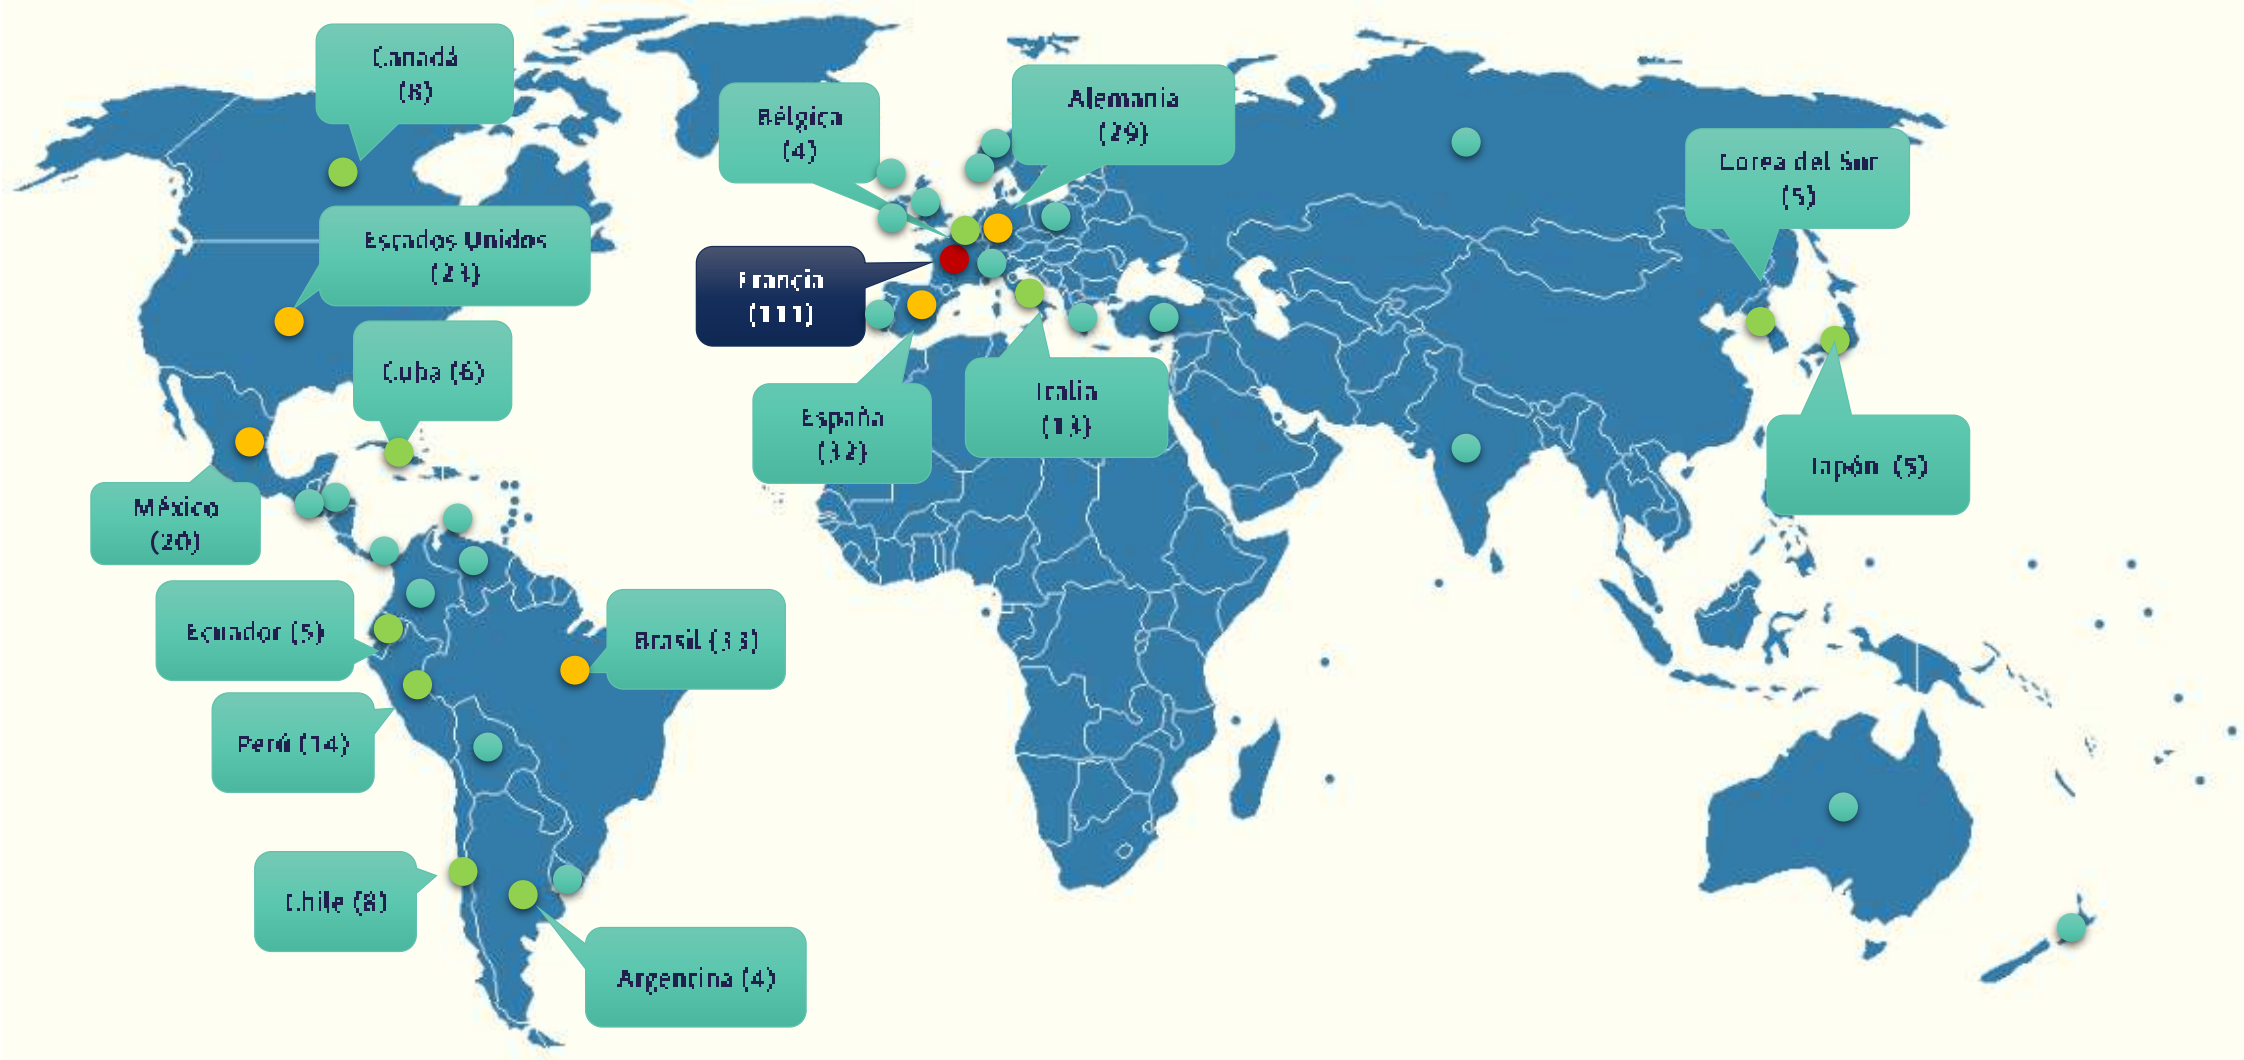 Canadá
(8)
Alemania
(29)
Bélgica
(4)
Corea del Sur
(5)
Estados Unidos
(23)
Francia
(111)
Cuba (6)
Italia
(13)
España
(32)
Japón (5)
México
(20)
Ecuador (5)
Brasil (33)
Perú (14)
Chile (8)
Argentina (4)